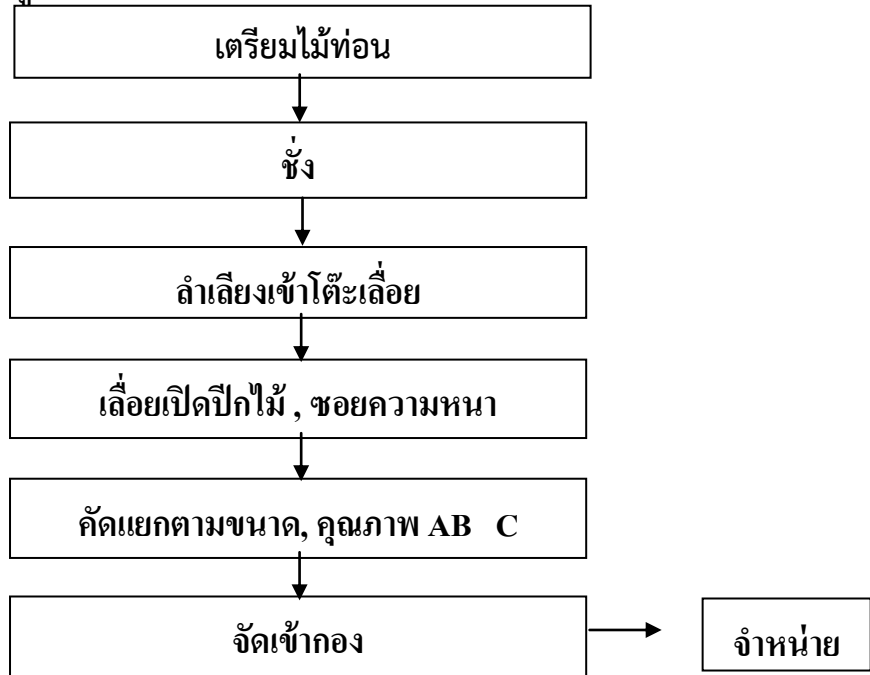 เตรียมไม้ท่อน
ชั่ง
ลำเลียงเข้าโต๊ะเลื่อย
เลื่อยเปิดปีกไม้ , ซอยความหนา
คัดแยกตามขนาด, คุณภาพ AB C
จัดเข้ากอง
จำหน่าย